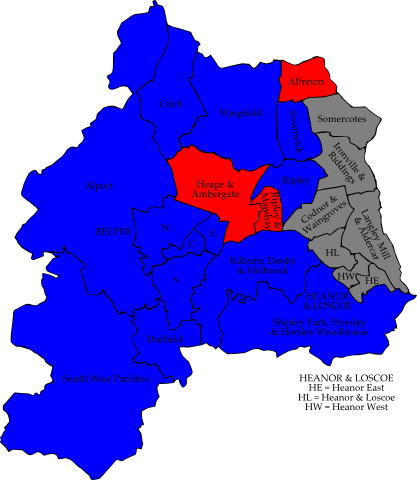 Alfreton
Crich
Wingfield
Swanwick
Somercotes
Ironville &
Riddings
Alport
Heage &
Ambergate
Ripley
Ripley &
Marehay
Codnor &
Waingroves
Langley Mill
& Aldercar
BELPER
N
C
E
S
HL
HW
HE
Kilburn, Denby
& Holbrook
HEANOR
& LOSCOE
Shipley Park, Horsley
& Horsley Woodhouse
Duffield
South West Parishes
HEANOR & LOSCOE
HE = Heanor East
HL = Heanor & Loscoe
HW = Heanor West